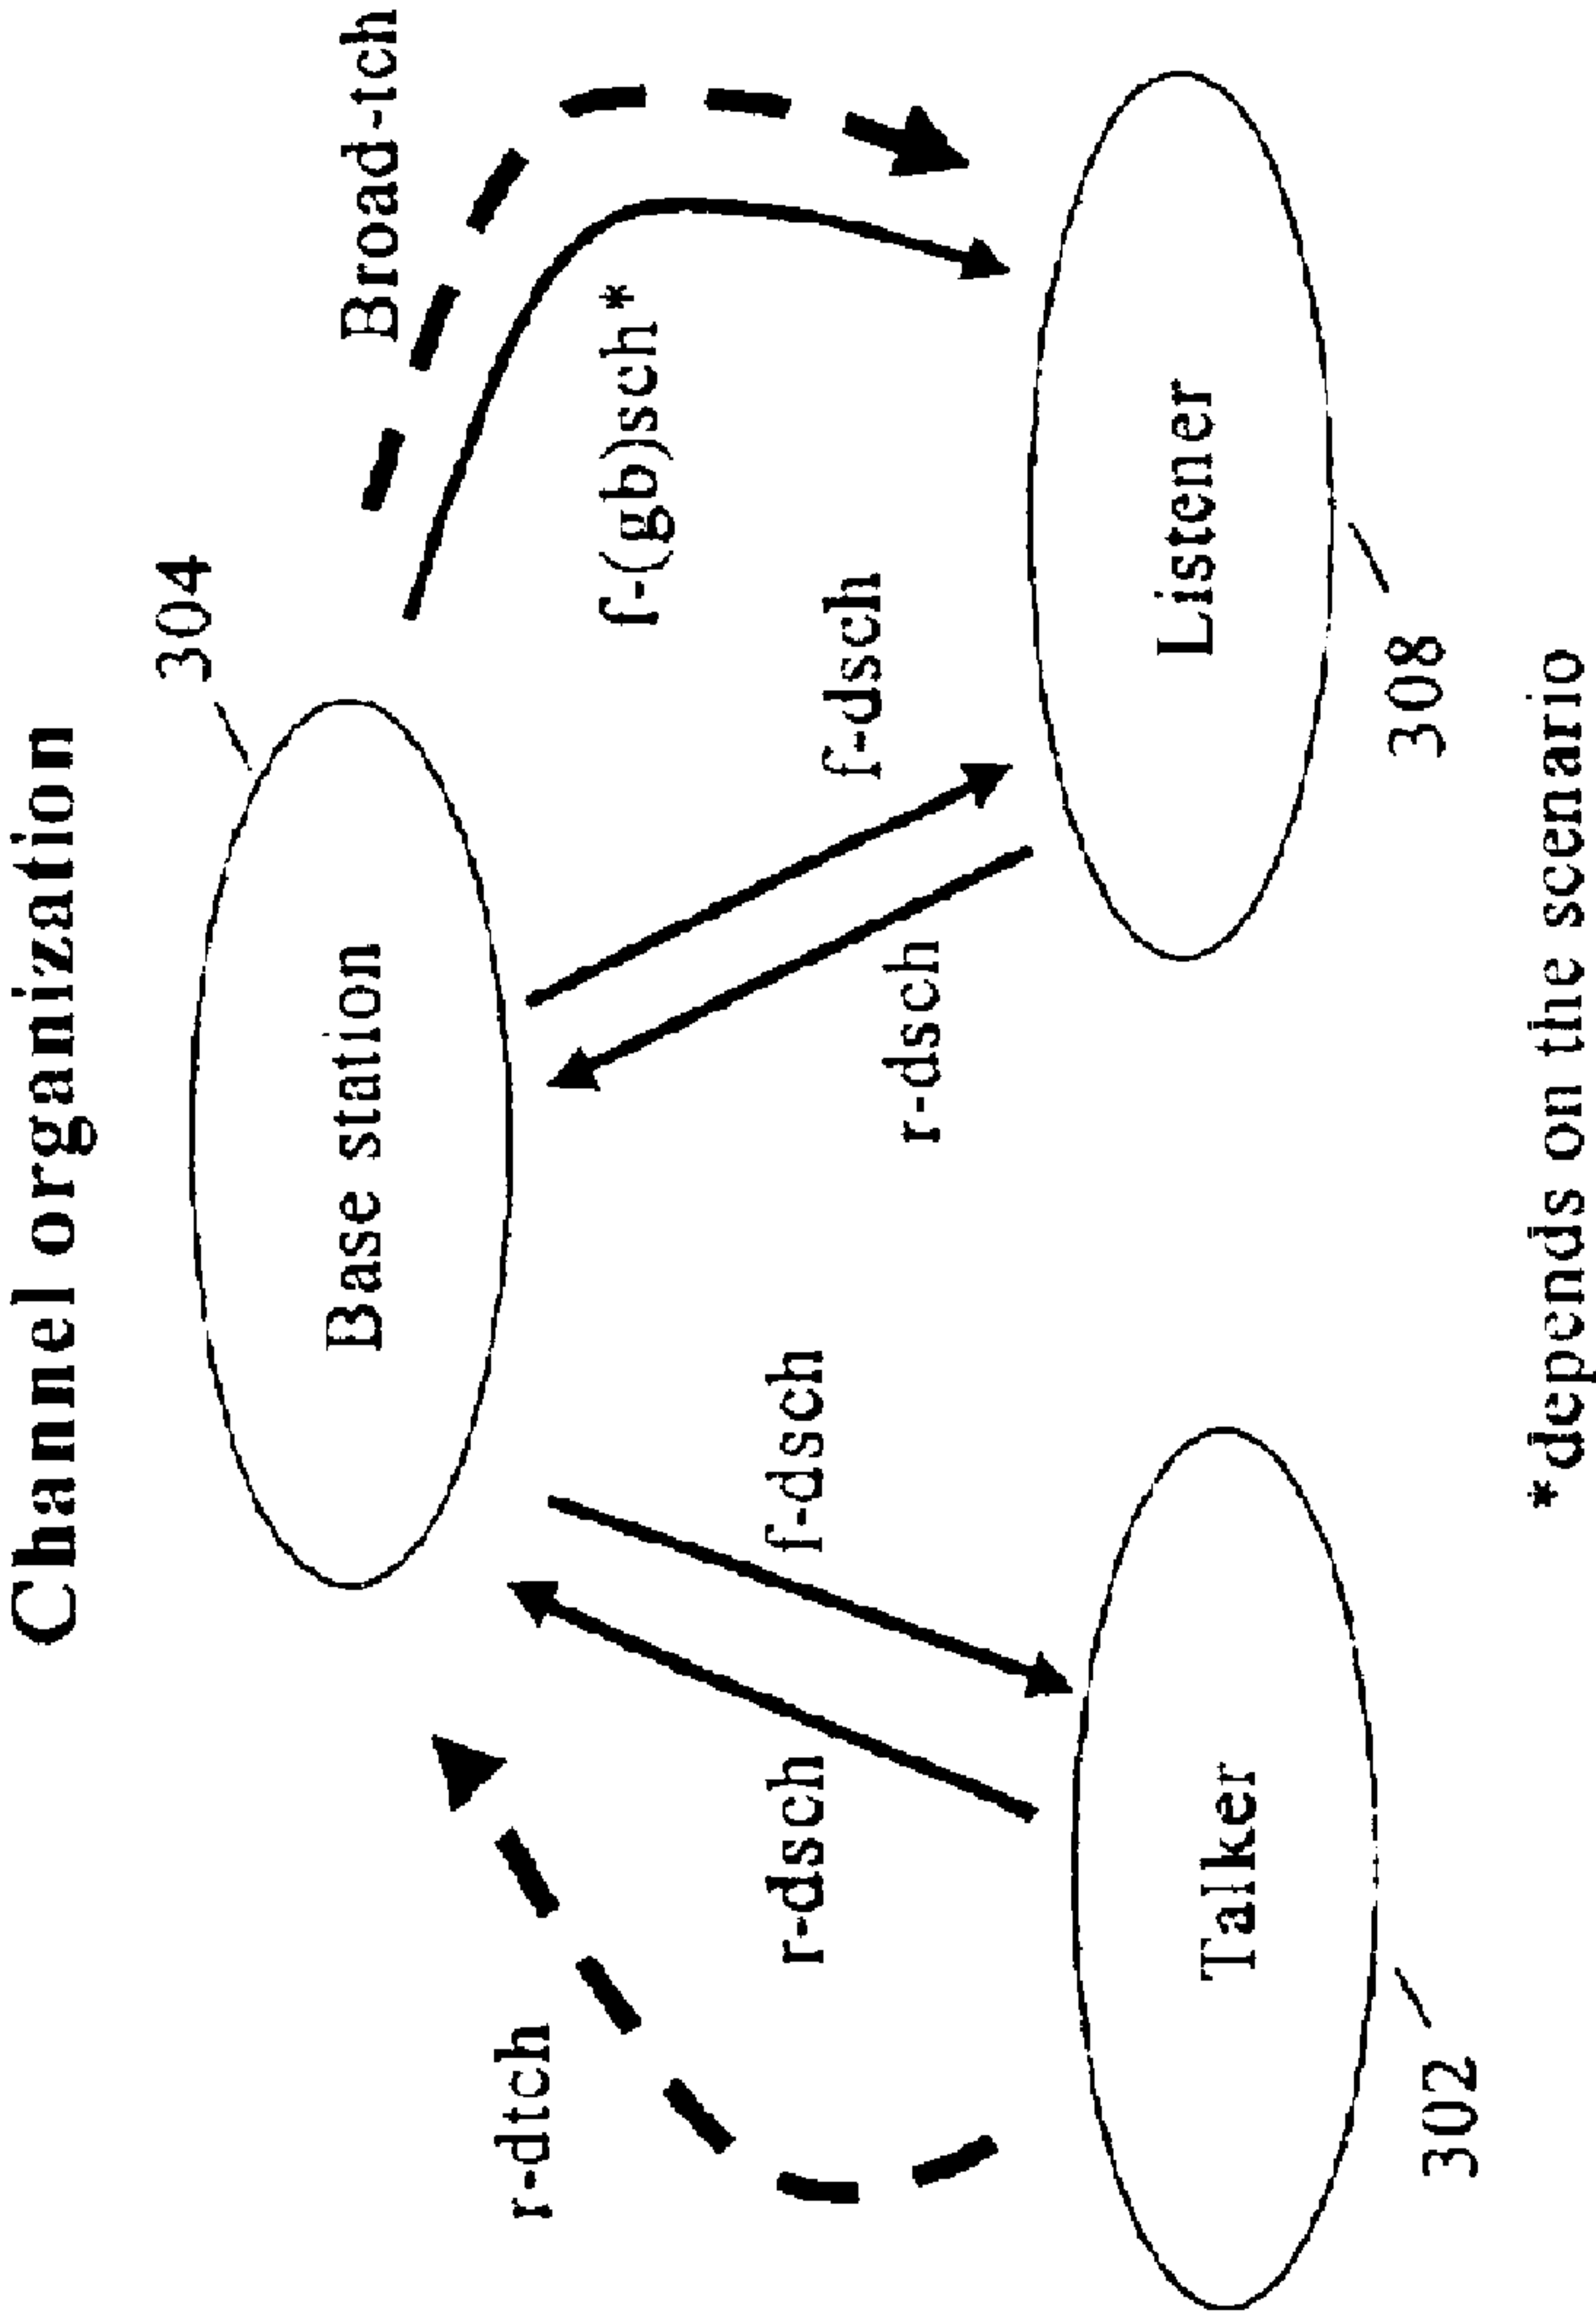 Channel organization
304
Base station
Broad-tch
r-dtch
f-(gb)sch*
r-dsch
f-dsch
f-dsch
r-dsch
Talker
Listener
302
308
*depends on the scenario